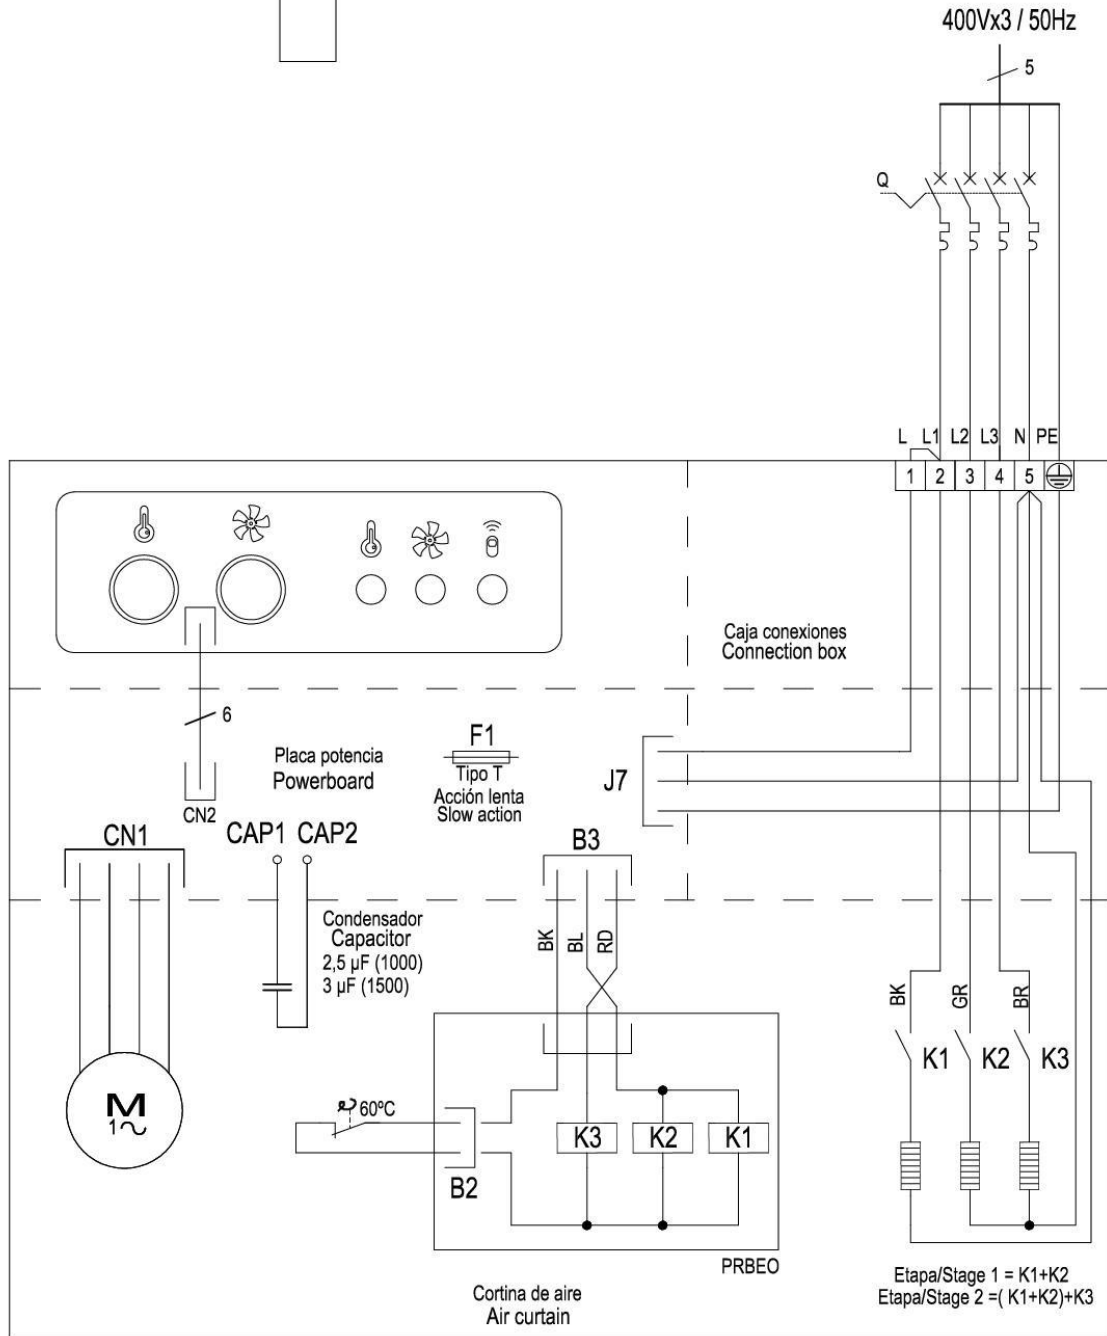 400Vx3 / 50Hz
5
Q
L L1 L2 L3 N PE
1 2 3 4 5
Caja conexiones
Connection box
6
CN2
Placa potencia
Powerboard
F1
Tipo T
Acción lenta
Slow action
J7
CN1
CAP1 CAP2
B3
Condensador
Capacitor
2,5 µF (1000)
3 µF (1500)
BK BL RD
BK GR BR
K1 K2 K3
M
1~
60ºC
K3 K2 K1
B2
PRBEO
Cortina de aire
Air curtain
Etapa/Stage 1 = K1+K2
Etapa/Stage 2 =( K1+K2)+K3